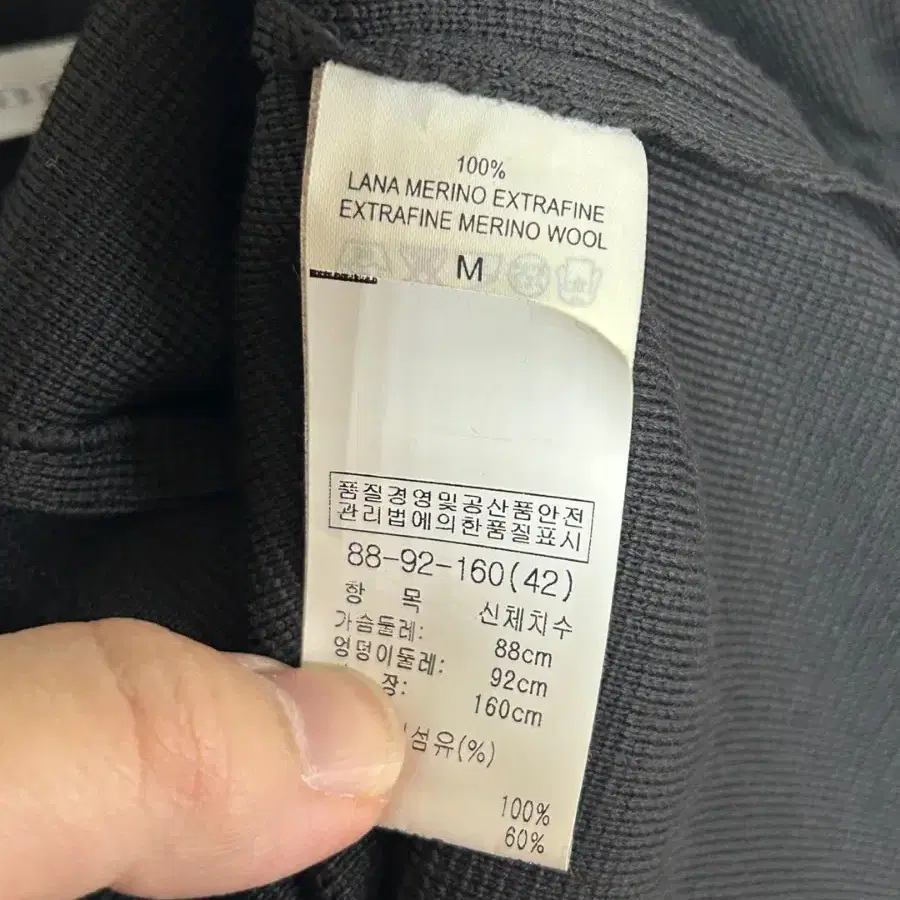 100%
LANA MERINO EXTRAFINE
EXTRAFINE MERINO WOOL
M
품질경영및공산품안전
관리법에의한품질표시
88-92-160(42)
항 목 신체치수
가슴둘레: 88cm
엉덩이둘레: 92cm
장: 160cm
섬유(%)
100%
60%